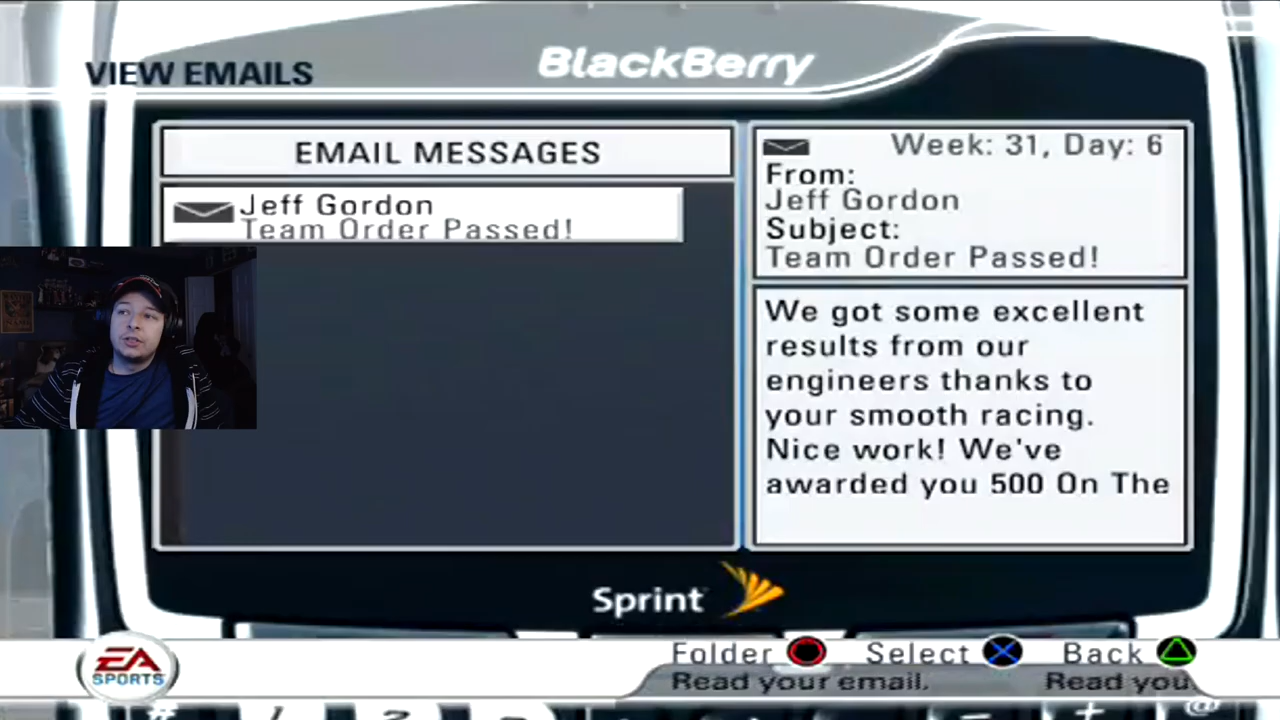 BlackBerry
VIEW EMAILS
EMAIL MESSAGES
Jeff Gordon
Team Order Passed!
Week: 31, Day: 6
From:
Jeff Gordon
Subject:
Team Order Passed!
We got some excellent
results from our
engineers thanks to
your smooth racing.
Nice work! We've
awarded you 500 On The
Sprint
EA
SPORTS
Folder Select Back
Read your email. Read you
# 1 2
+ @